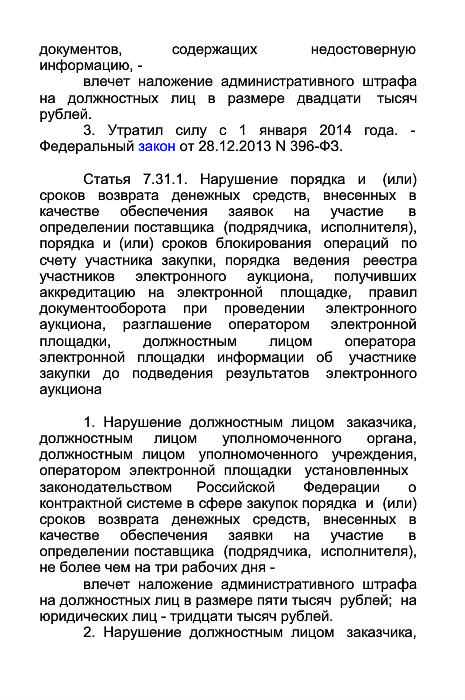 документов, содержащих недостоверную
информацию, -
влечет наложение административного штрафа
на должностных лиц в размере двадцати тысяч
рублей.
3. Утратил силу с 1 января 2014 года. -
Федеральный закон от 28.12.2013 N 396-ФЗ.
Статья 7.31.1. Нарушение порядка и (или)
сроков возврата денежных средств, внесенных в
качестве обеспечения заявок на участие в
определении поставщика (подрядчика, исполнителя),
порядка и (или) сроков блокирования операций по
счету участника закупки, порядка ведения реестра
участников электронного аукциона, получивших
аккредитацию на электронной площадке, правил
документооборота при проведении электронного
аукциона, разглашение оператором электронной
площадки, должностным лицом оператора
электронной площадки информации об участнике
закупки до подведения результатов электронного
аукциона
1. Нарушение должностным лицом заказчика,
должностным лицом уполномоченного органа,
должностным лицом уполномоченного учреждения,
оператором электронной площадки установленных
законодательством Российской Федерации о
контрактной системе в сфере закупок порядка и (или)
сроков возврата денежных средств, внесенных в
качестве обеспечения заявки на участие в
определении поставщика (подрядчика, исполнителя),
не более чем на три рабочих дня -
влечет наложение административного штрафа
на должностных лиц в размере пяти тысяч рублей; на
юридических лиц - тридцати тысяч рублей.
2. Нарушение должностным лицом заказчика,